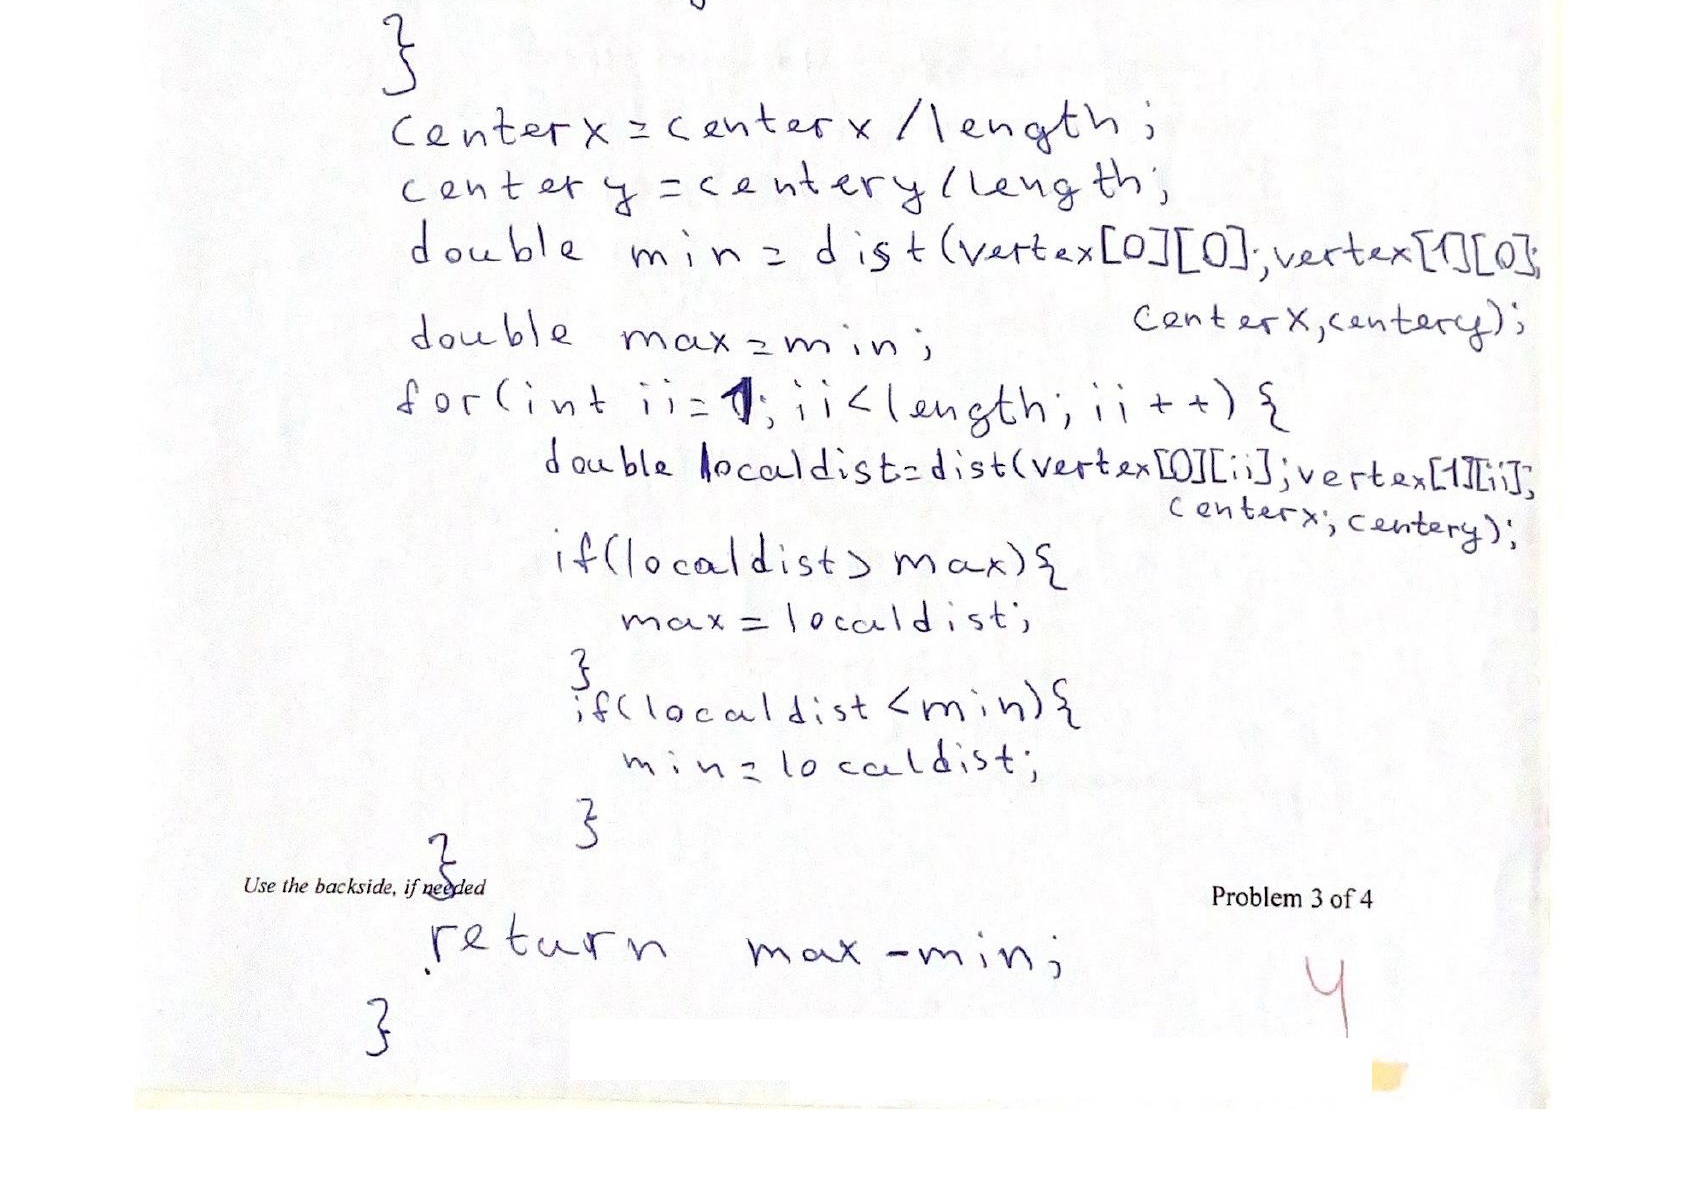 }
centerx=centerx/length;
centery=centery/length;
double min=dist(vertex[0][0];vertex[1][0];
centerx,centery);
double max=min;
for(int ii=1;ii<length;ii++){
double localdist=dist(vertex[0][ii];vertex[1][ii];
centerx;centery);
if(localdist>max){
max=localdist;
}
if(localdist<min){
min=localdist;
}
}
Use the backside, if needed
Problem 3 of 4
return max-min;
4
}